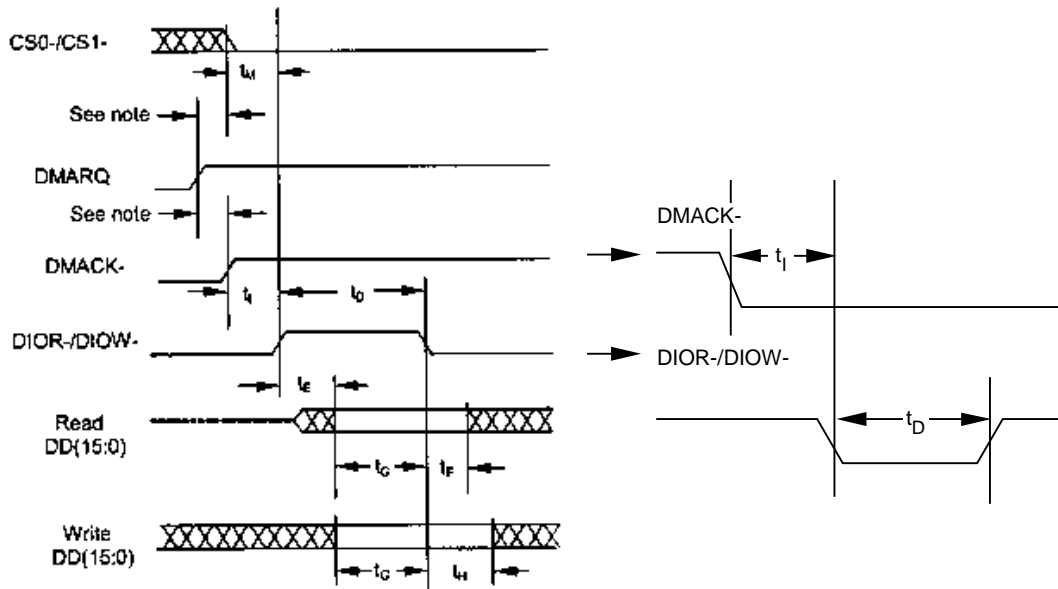 CS0-/CS1-
tM
See note
DMARQ
See note
DMACK-
tI
tD
DIOR-/DIOW-
tE
Read
DD(15:0)
tG
tF
Write
DD(15:0)
tG
tH
DMACK-
tI
DIOR-/DIOW-
tD